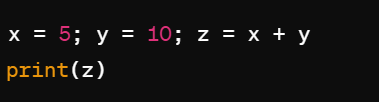 x = 5; y = 10; z = x + y
print(z)